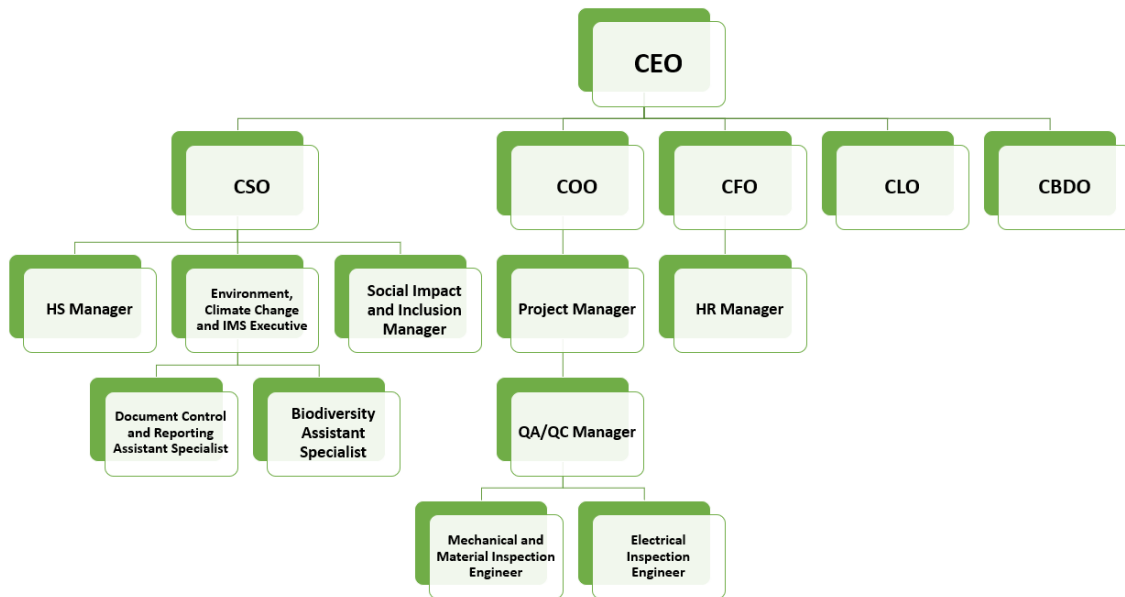 CEO
CSO
COO
CFO
CLO
CBDO
HS Manager
Environment,
Climate Change
and IMS Executive
Social Impact
and Inclusion
Manager
Project Manager
HR Manager
Document Control
and Reporting
Assistant Specialist
Biodiversity
Assistant
Specialist
QA/QC Manager
Mechanical and
Material Inspection
Engineer
Electrical
Inspection
Engineer